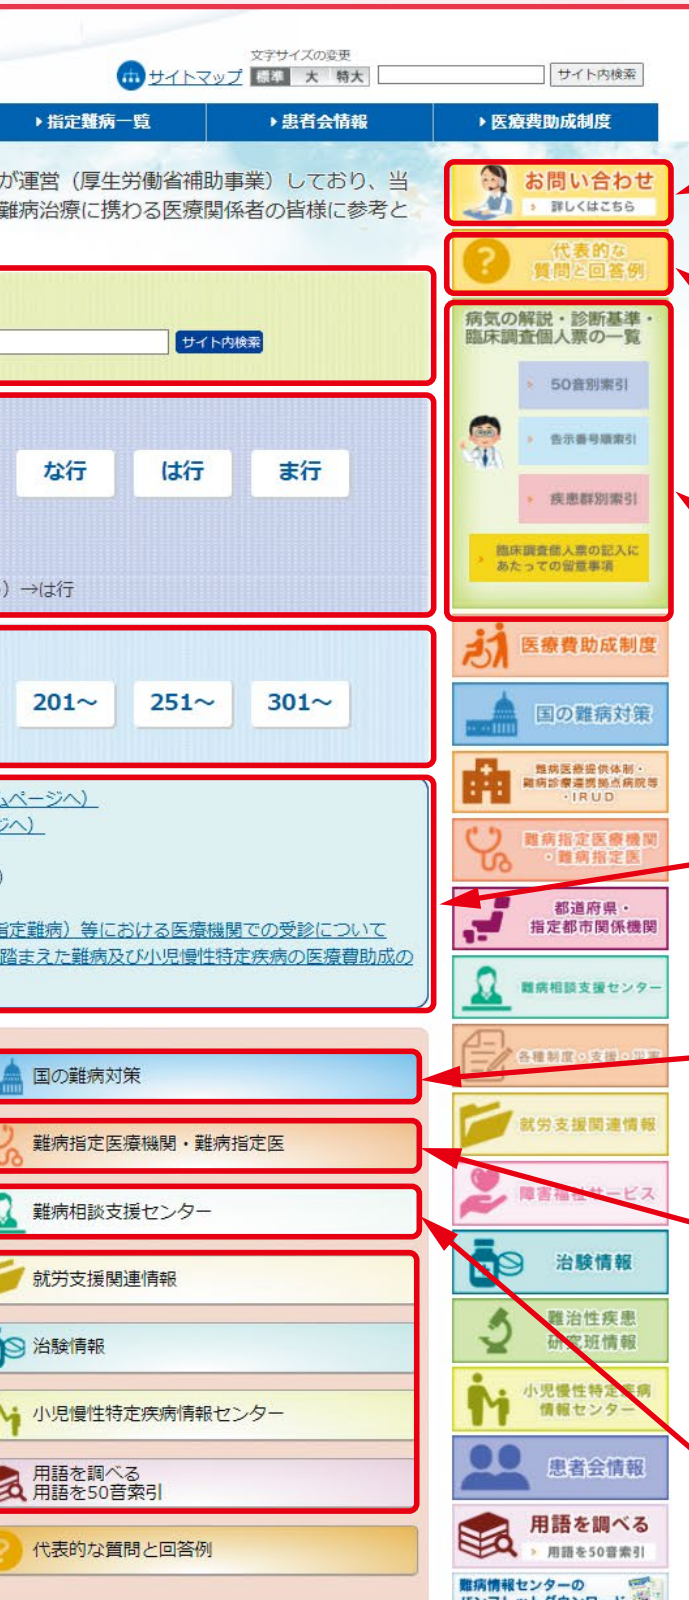 文字サイズの変更
サイトマップ 標準 大 特大 サイト内検索
指定難病一覧 患者会情報 医療費助成制度
が運営（厚生労働省補助事業）しており、当
難病治療に携わる医療関係者の皆様に参考と
サイト内検索
な行 は行 ま行
）→は行
201～ 251～ 301～
ムページへ）
ジへ）
）
指定難病）等における医療機関での受診について
踏まえた難病及び小児慢性特定疾病の医療費助成の
国の難病対策
難病指定医療機関・難病指定医
難病相談支援センター
就労支援関連情報
治験情報
小児慢性特定疾病情報センター
用語を調べる
用語を50音索引
代表的な質問と回答例
お問い合わせ
詳しくはこちら
代表的な
質問と回答例
病気の解説・診断基準・
臨床調査個人票の一覧
50音別索引
告示番号順索引
疾患群別索引
臨床調査個人票の記入に
あたっての留意事項
医療費助成制度
国の難病対策
難病医療提供体制・
難病診療連携拠点病院等
・IRUD
難病指定医療機関
・難病指定医
都道府県・
指定都市関係機関
難病相談支援センター
各種制度・支援・災害
就労支援関連情報
障害福祉サービス
治験情報
難治性疾患
研究班情報
小児慢性特定疾病
情報センター
患者会情報
用語を調べる
用語を50音索引
難病情報センターの